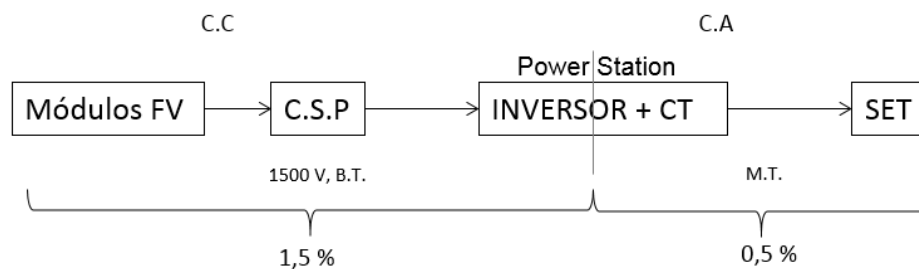 C.C
C.A
Power Station
Módulos FV
C.S.P
INVERSOR + CT
SET
1500 V, B.T.
M.T.
1,5 %
0,5 %